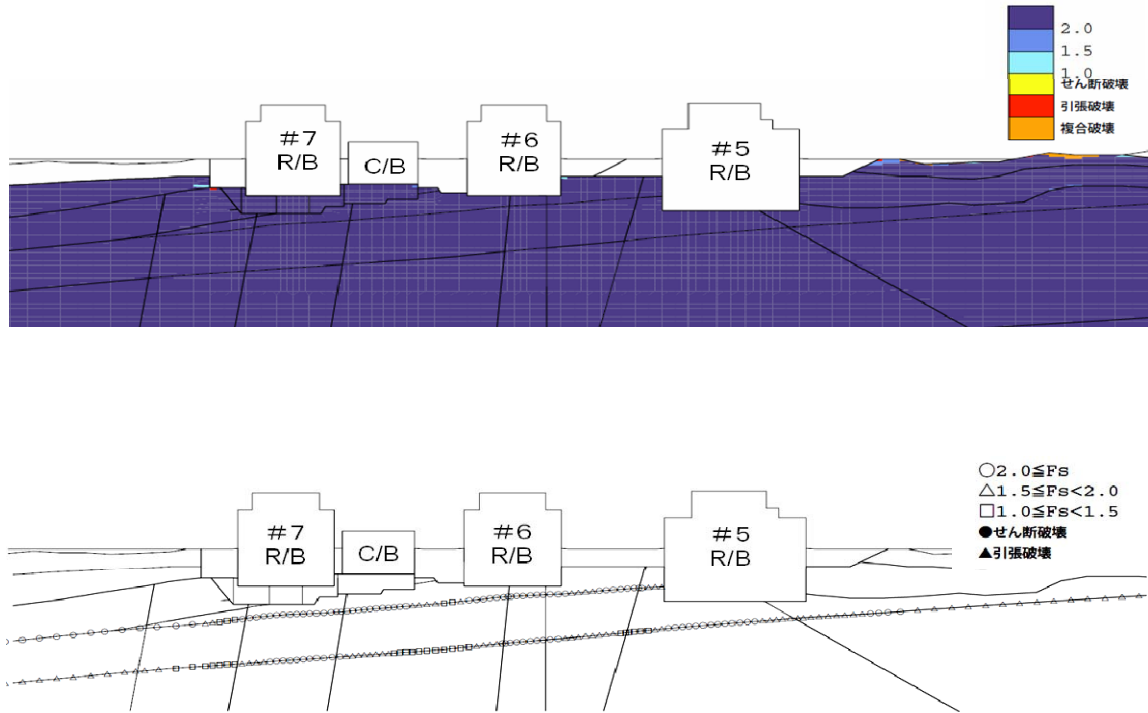 2.0
1.5
1.0
せん断破壊
引張破壊
複合破壊
#7
R/B
C/B
#6
R/B
#5
R/B
○2.0≦Fs
△1.5≦Fs<2.0
□1.0≦Fs<1.5
●せん断破壊
▲引張破壊
#7
R/B
C/B
#6
R/B
#5
R/B